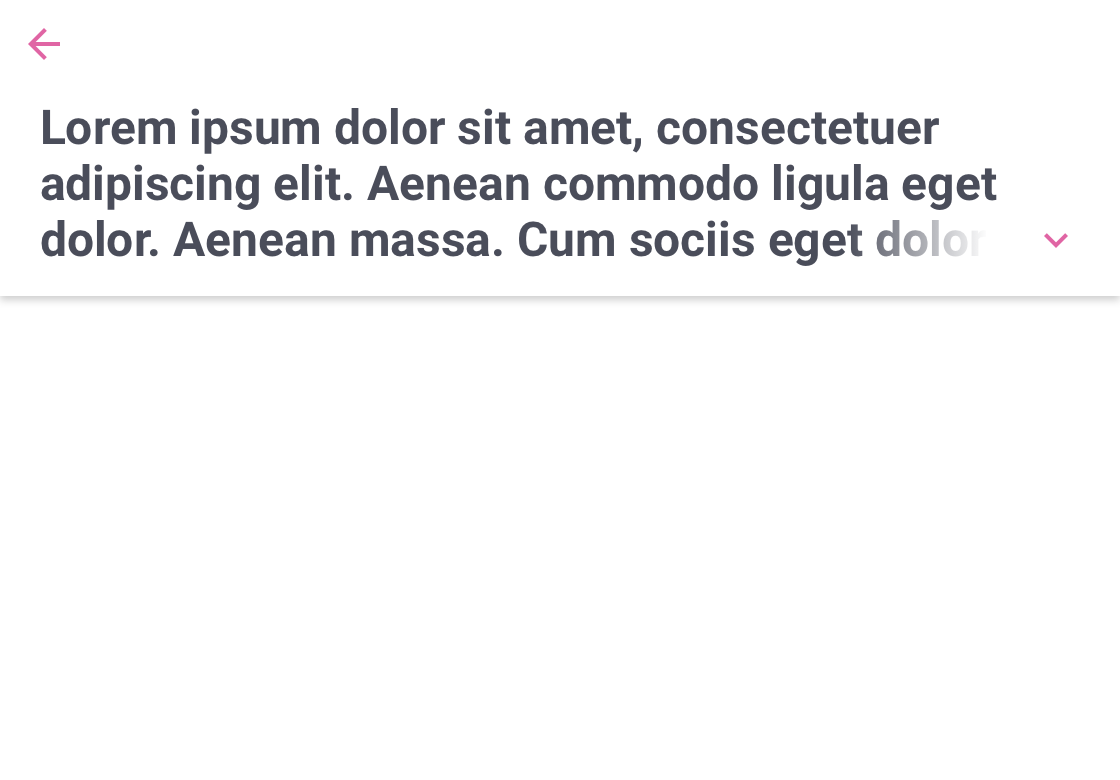 Lorem ipsum dolor sit amet, consectetuer
adipiscing elit. Aenean commodo ligula eget
dolor. Aenean massa. Cum sociis eget dolor